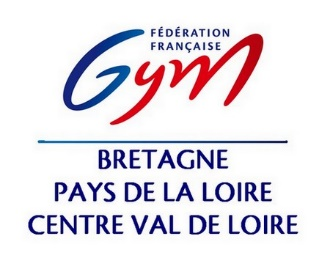 FÉDÉRATION
FRANÇAISE
Gym
BRETAGNE
PAYS DE LA LOIRE
CENTRE VAL DE LOIRE